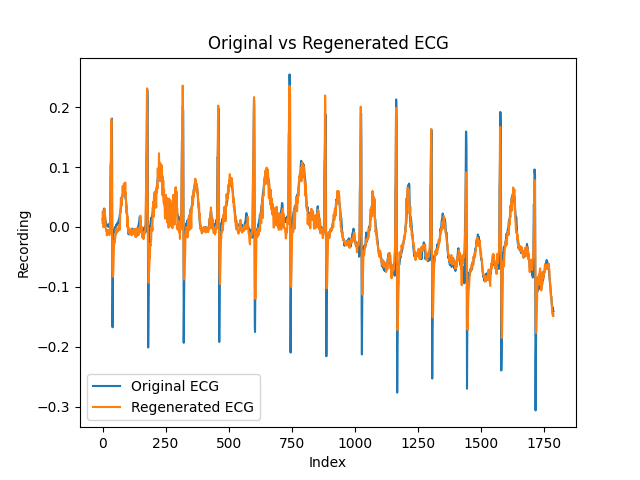 Original vs Regenerated ECG
Recording
0.2
0.1
0.0
−0.1
−0.2
−0.3
Original ECG
Regenerated ECG
0
250
500
750
1000
1250
1500
1750
Index